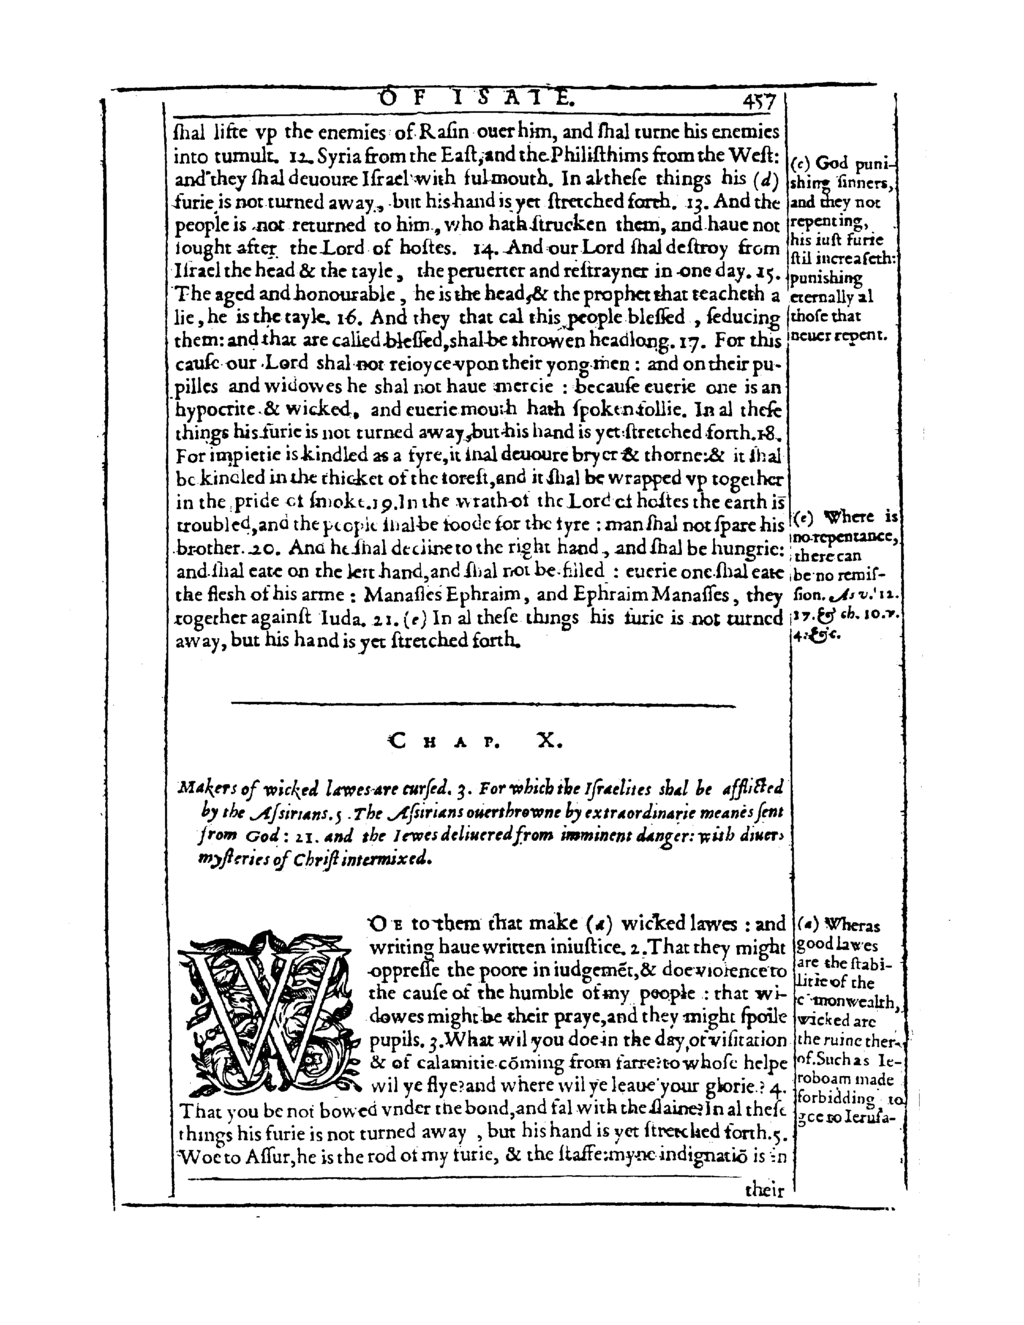 OF ISAIE. 457
ſhal lifte vp the enemies of Raſin ouer him, and ſhal turne his enemies
into tumult. 12. Syria from the Eaſt, and the Philiſthims from the Weſt:
and they ſhal deuoure Iſrael with ful mouth. In al theſe things his (d)
furie is not turned away, but his hand is yet ſtretched forth. 13. And the
people is not returned to him, who hath ſtrucken them, and haue not
ſought after the Lord of hoſtes. 14. And our Lord ſhal deſtroy from
Iſrael the head & the tayle, the peruerter and reſtrayner in one day. 15.
The aged and honourable, he is the head, & the prophet that teacheth a
lie, he is the tayle. 16. And they that cal this people bleſſed, ſeducing
them: and that are called bleſſed, shal be throwen headlong. 17. For this
cauſe our Lord shal not reioyce vpon their yong men: and on their pu-
pilles and widowes he shal not haue mercie: becauſe euerie one is an
hypocrite & wicked, and euerie mouth hath ſpoken follie. In al theſe
things his furie is not turned away, but his hand is yet ſtretched forth. 18.
For impietie is kindled as a fyre, it ſhal deuoure bryer & thorne: & it ſhal
be kindled in the thicket of the foreſt, and it ſhal be wrapped vp together
in the pride of ſmoke. 19. In the wrath of the Lord of hoſtes the earth is
troubled, and the people ſhal be foode for the fyre: man ſhal not ſpare his
brother. 20. And he ſhal decline to the right hand, and ſhal be hungrie:
and ſhal eate on the left hand, and ſhal not be filled: euerie one ſhal eate
the flesh of his arme: Manaſſes Ephraim, and Ephraim Manaſſes, they
together againſt Iuda. 21. (e) In al theſe things his furie is not turned
away, but his hand is yet ſtretched forth.
(c) God puni-
shing ſinners,
and they not
repenting,
his iuſt furie
ſtil increaſeth:
punishing
eternally al
thoſe that
neuer repent.
(e) Where is
no repentance,
there can
be no remiſ-
ſion. As v. 12.
17. & ch. 10. v.
4. &c.
CHAP. X.
Makers of wicked lawes are curſed. 3. For which the Iſraelites shal be afflicted
by the Aſsirians. 5. The Aſsirians ouerthrowne by extraordinarie meanes ſent
from God: 21. and the Iewes deliuered from imminent danger: with diuers
myſteries of Chriſt intermixed.
WOE to them that make (a) wicked lawes: and
writing haue written iniuſtice. 2. That they might
oppreſſe the poore in iudgemẽt, & doe violence to
the cauſe of the humble of my people: that wi-
dowes might be their praye, and they might ſpoile
pupils. 3. What wil you doe in the day of viſitation
& of calamitie cõming from farre? to whoſe helpe
wil ye flye? and where wil ye leaue your glorie? 4.
That you be not bowed vnder the bond, and fal with the ſlaine? In al theſe
things his furie is not turned away, but his hand is yet ſtretched forth. 5.
Woe to Aſſur, he is the rod of my furie, & the ſtaffe: myne indignatiõ is in
their
(a) Wheras
good lawes
are the ſtabi-
litie of the
cõmonwealth,
wicked are
the ruine ther-
of. Such as Ie-
roboam made
forbidding to
goe to Ieruſa-